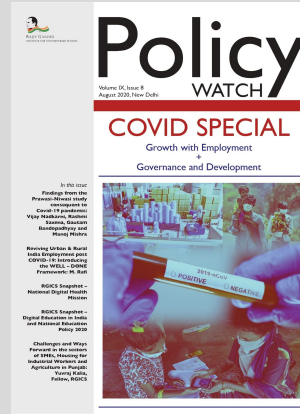 RAJIV GANDHI
INSTITUTE FOR CONTEMPORARY STUDIES
Policy
WATCH
Volume IX, Issue 8
August 2020, New Delhi
COVID SPECIAL
Growth with Employment
+
Governance and Development
In this issue
Findings from the
Prawasi-Niwasi study
consequent to
Covid-19 pandemic:
Vijay Nadkarni, Rashmi
Saxena, Gautam
Bandopadhyay and
Manoj Mishra
Reviving Urban & Rural
India Employment post
COVID-19: Introducing
the WELL – DONE
Framework: M. Rafi
RGICS Snapshot –
National Digital Health
Mission
RGICS Snapshot –
Digital Education in India
and National Education
Policy 2020
Challenges and Ways
Forward in the sectors
of SMEs, Housing for
Industrial Workers and
Agriculture in Punjab:
Yuvraj Kalia,
Fellow, RGICS
2019-nCoV
POSITIVE
NEGATIVE